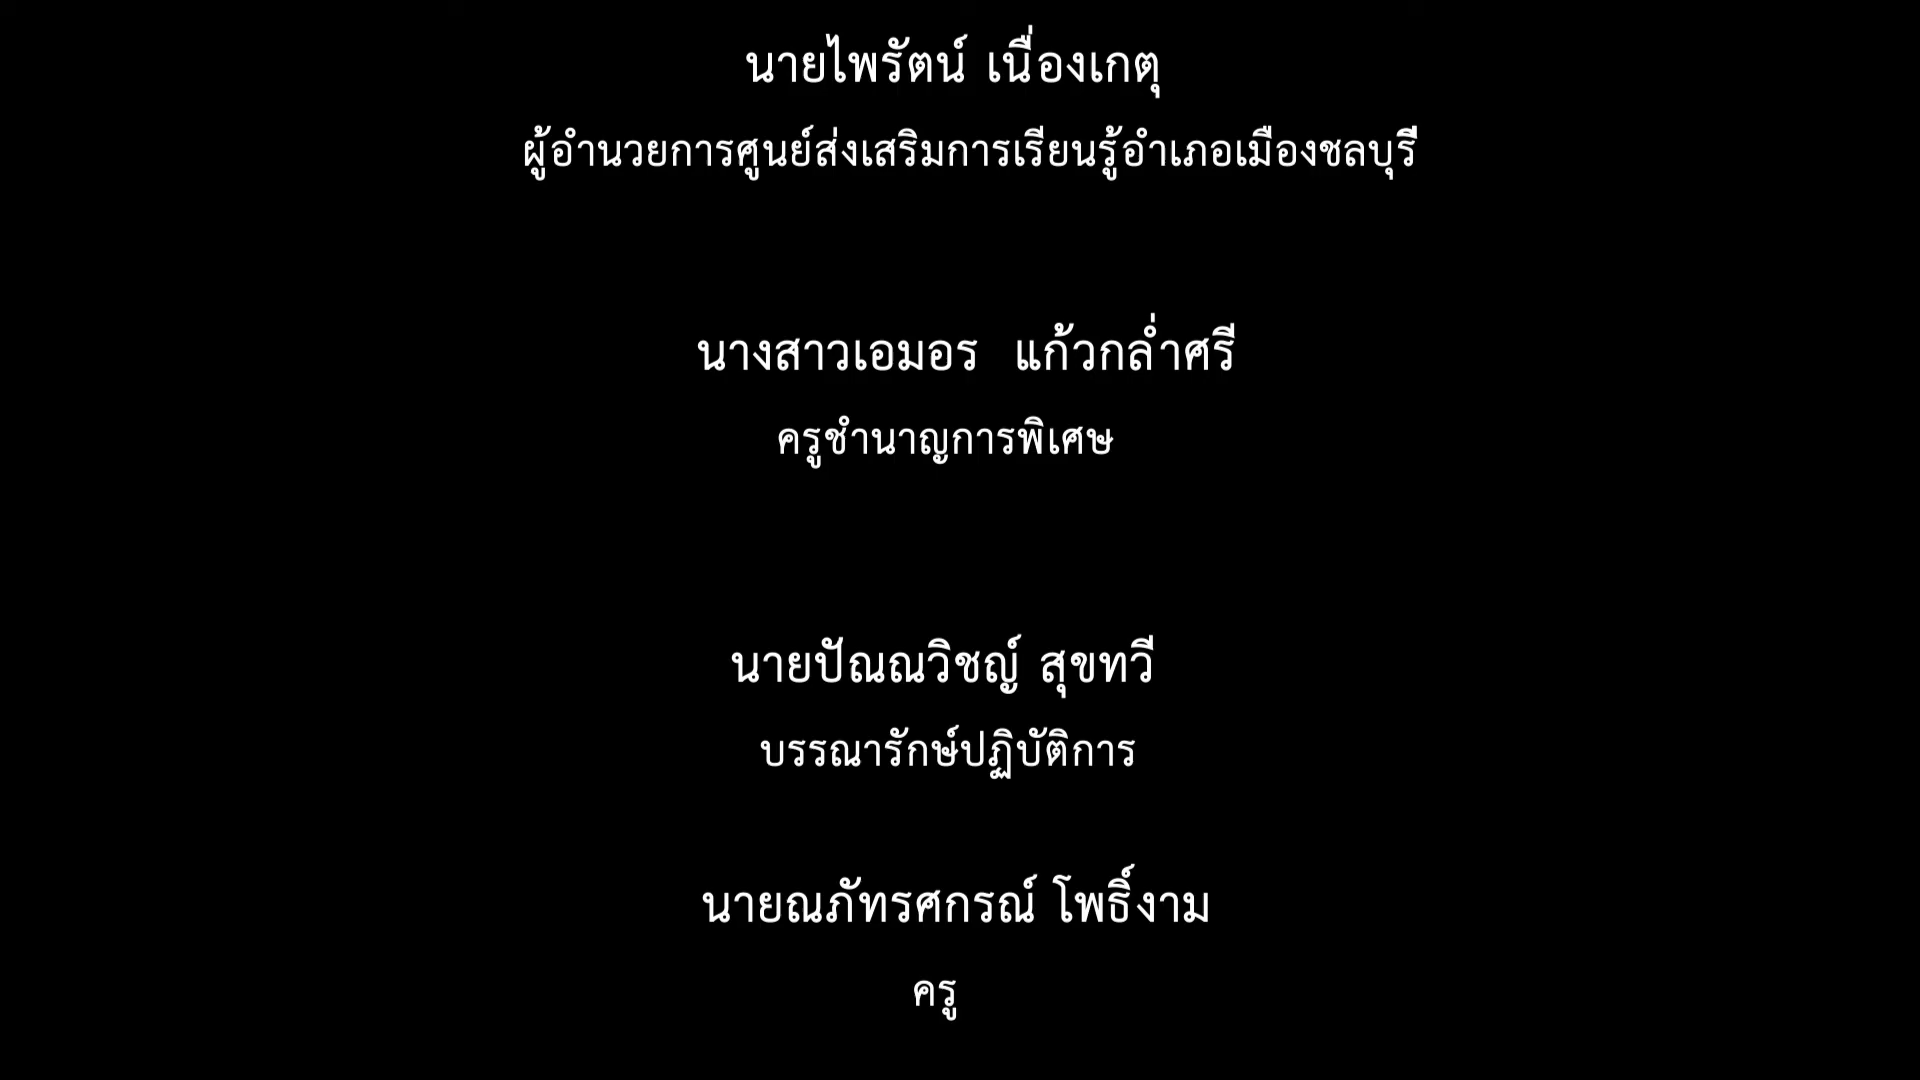 นายไพรัตน์ เนื่องเกตุ
ผู้อำนวยการศูนย์ส่งเสริมการเรียนรู้อำเภอเมืองชลบุรี
นางสาวเอมอร  แก้วกล่ำศรี
ครูชำนาญการพิเศษ
นายปัณณวิชญ์ สุขทวี
บรรณารักษ์ปฏิบัติการ
นายณภัทรศกรณ์ โพธิ์งาม
ครู